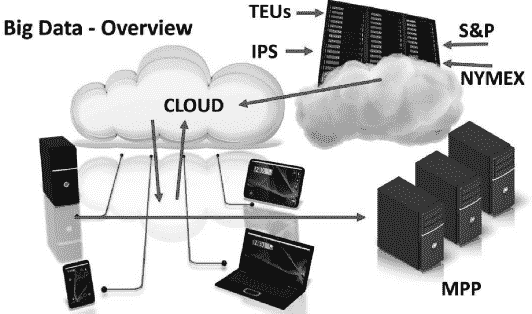 Big Data - Overview
TEUs
IPS
S&P
NYMEX
CLOUD
MPP